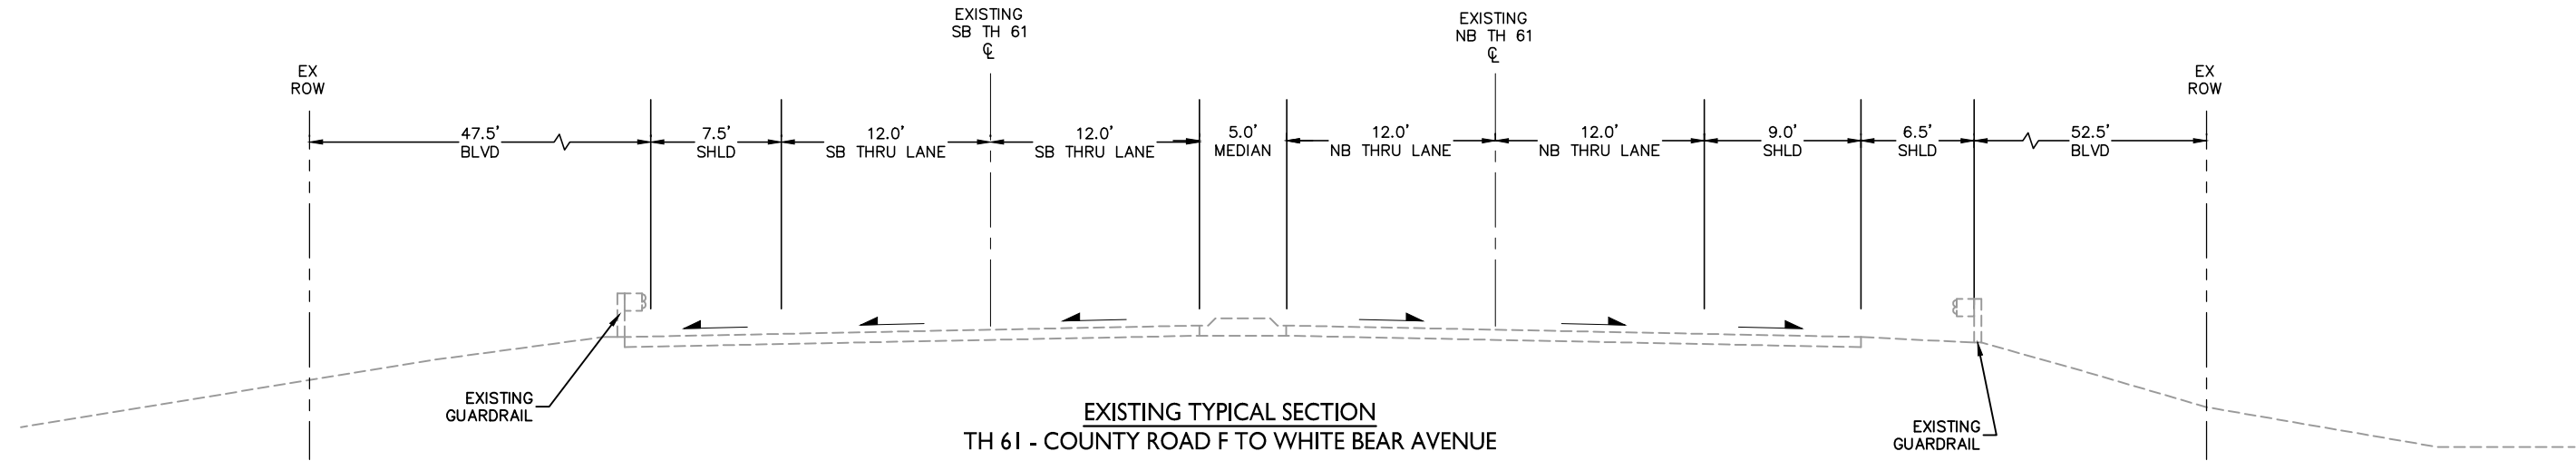 EXISTING
SB TH 61
℄
EXISTING
NB TH 61
℄
EX
ROW
EX
ROW
47.5'
BLVD
7.5'
SHLD
12.0'
SB THRU LANE
12.0'
SB THRU LANE
5.0'
MEDIAN
12.0'
NB THRU LANE
12.0'
NB THRU LANE
9.0'
SHLD
6.5'
SHLD
52.5'
BLVD
EXISTING
GUARDRAIL
EXISTING TYPICAL SECTION
TH 61 - COUNTY ROAD F TO WHITE BEAR AVENUE
EXISTING
GUARDRAIL